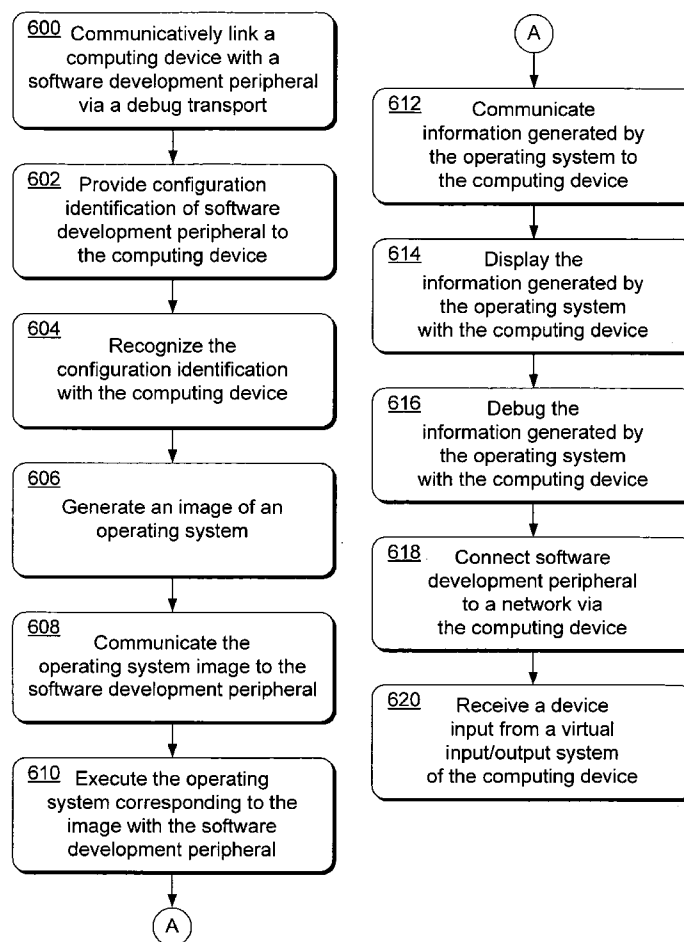 600 Communicatively link a
computing device with a
software development peripheral
via a debug transport
602 Provide configuration
identification of software
development peripheral to
the computing device
604 Recognize the
configuration identification
with the computing device
606
Generate an image of an
operating system
608 Communicate the
operating system image to the
software development peripheral
610 Execute the operating
system corresponding to the
image with the software
development peripheral
A
A
612 Communicate
information generated by
the operating system to
the computing device
614 Display the
information generated by
the operating system
with the computing device
616 Debug the
information generated by
the operating system
with the computing device
618 Connect software
development peripheral
to a network via
the computing device
620 Receive a device
input from a virtual
input/output system
of the computing device